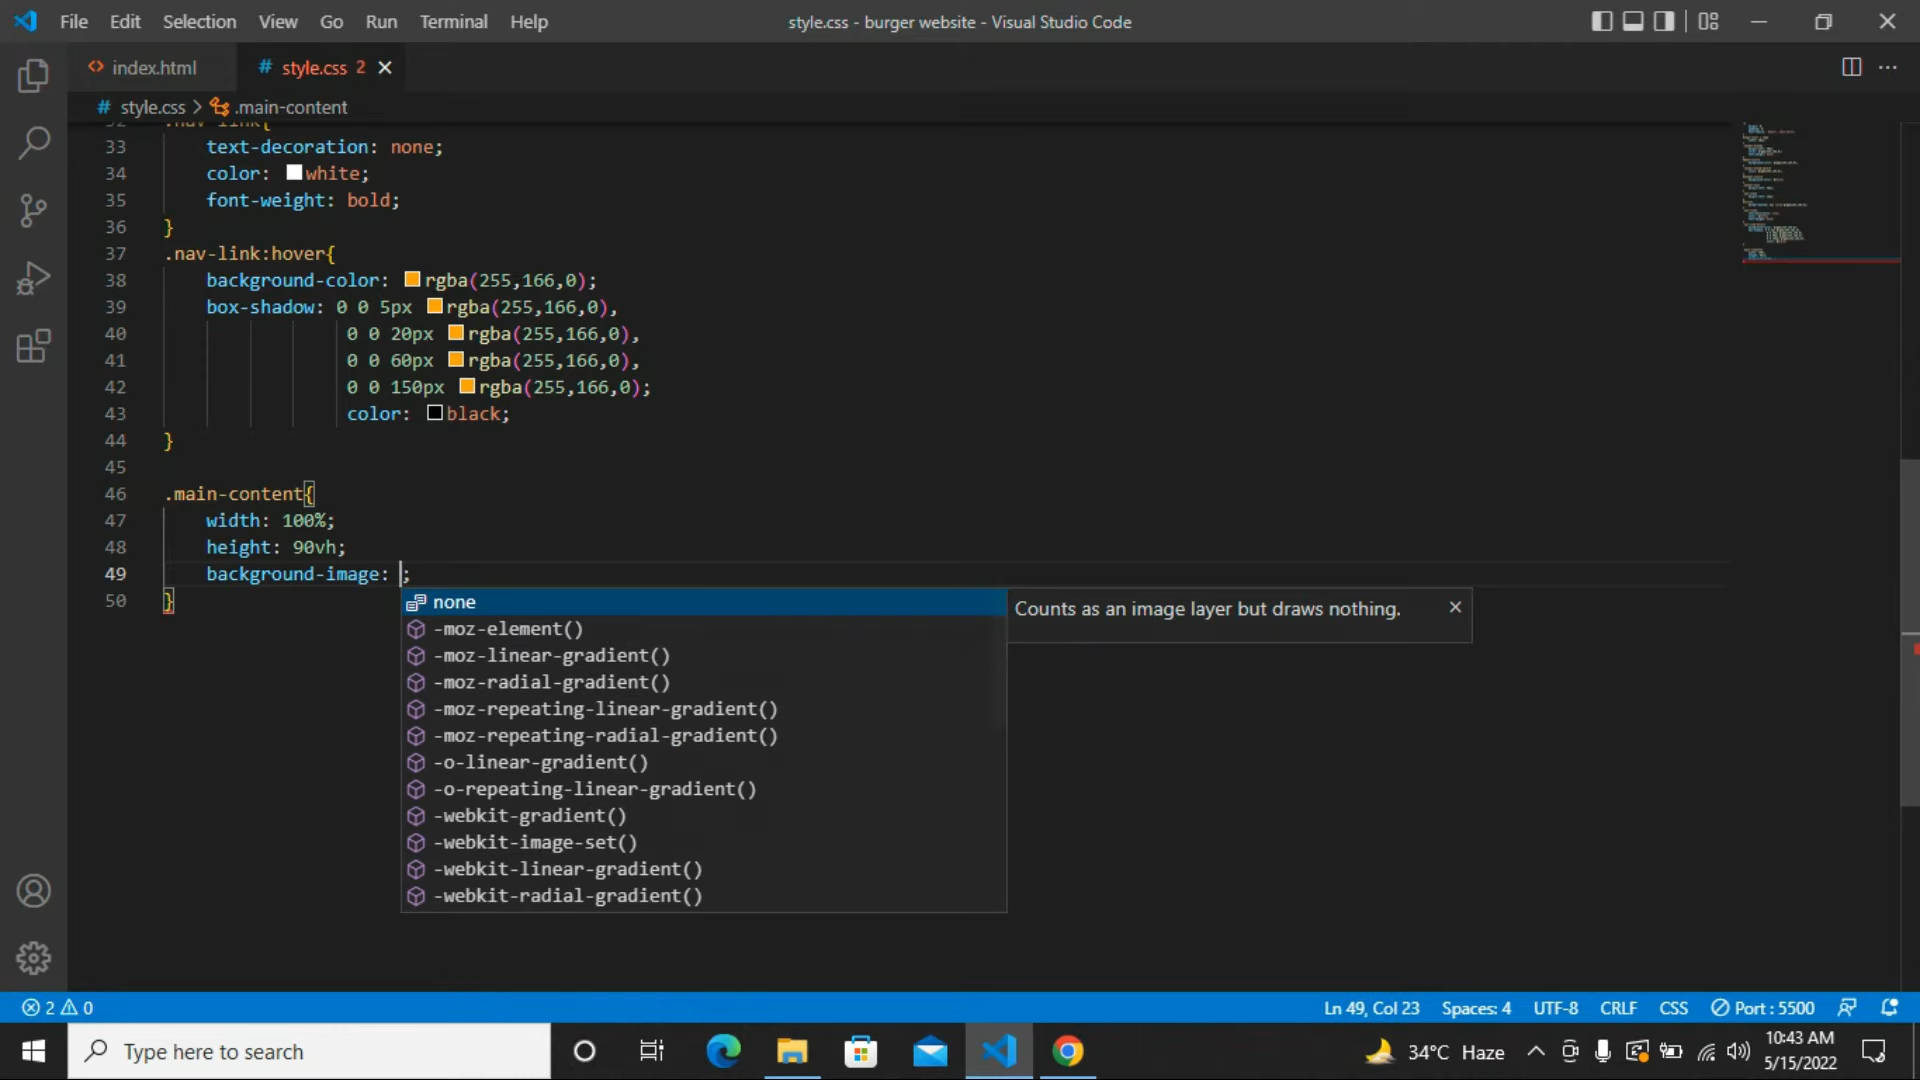 File Edit Selection View Go Run Terminal Help
style.css - burger website - Visual Studio Code
index.html
# style.css 2
# style.css > .main-content
32 .nav-link{
33 text-decoration: none;
34 color: white;
35 font-weight: bold;
36 }
37 .nav-link:hover{
38 background-color: rgba(255,166,0);
39 box-shadow: 0 0 5px rgba(255,166,0),
40 0 0 20px rgba(255,166,0),
41 0 0 60px rgba(255,166,0),
42 0 0 150px rgba(255,166,0);
43 color: black;
44 }
45
46 .main-content{
47 width: 100%;
48 height: 90vh;
49 background-image: ;
50 }
none
Counts as an image layer but draws nothing.
-moz-element()
-moz-linear-gradient()
-moz-radial-gradient()
-moz-repeating-linear-gradient()
-moz-repeating-radial-gradient()
-o-linear-gradient()
-o-repeating-linear-gradient()
-webkit-gradient()
-webkit-image-set()
-webkit-linear-gradient()
-webkit-radial-gradient()
2 0
Ln 49, Col 23 Spaces: 4 UTF-8 CRLF CSS Port : 5500
Type here to search
34°C Haze
10:43 AM
5/15/2022